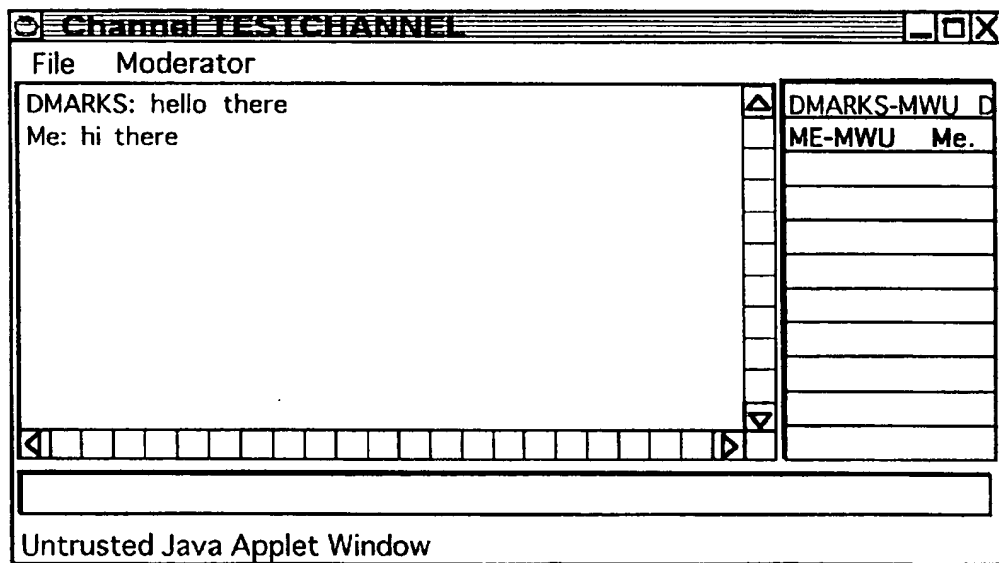 Channel TESTCHANNEL
File Moderator
DMARKS: hello there
Me: hi there
DMARKS-MWU D
ME-MWU Me.
Untrusted Java Applet Window